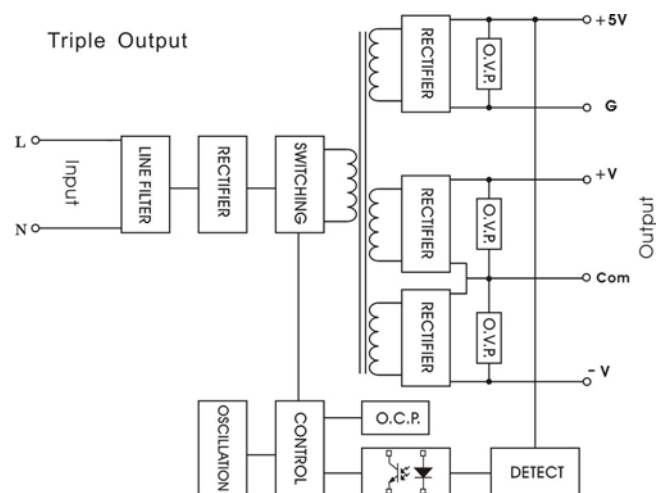 Triple Output
L
N
Input
LINE FILTER
RECTIFIER
SWITCHING
RECTIFIER
O.V.P.
+5V
G
RECTIFIER
O.V.P.
+V
Com
RECTIFIER
O.V.P.
- V
Output
OSCILLATION
CONTROL
O.C.P.
DETECT